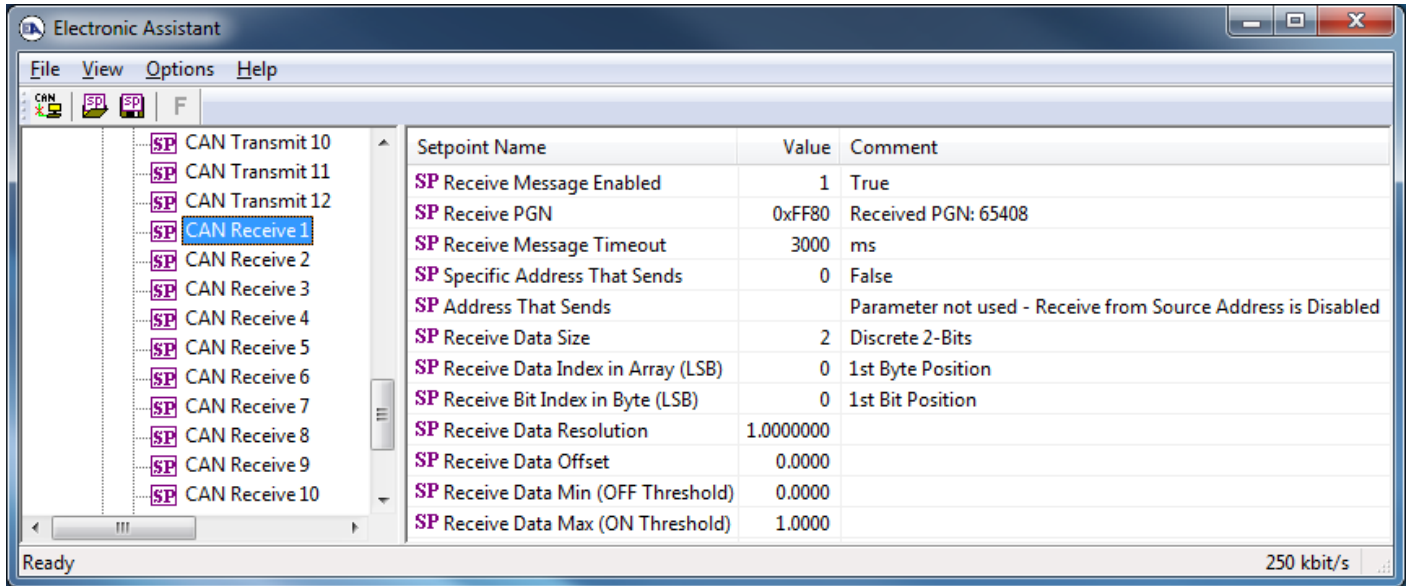 EA Electronic Assistant
File View Options Help
CAN SP SP F
SP CAN Transmit 10
SP CAN Transmit 11
SP CAN Transmit 12
SP CAN Receive 1
SP CAN Receive 2
SP CAN Receive 3
SP CAN Receive 4
SP CAN Receive 5
SP CAN Receive 6
SP CAN Receive 7
SP CAN Receive 8
SP CAN Receive 9
SP CAN Receive 10
Setpoint Name Value Comment
SP Receive Message Enabled 1 True
SP Receive PGN 0xFF80 Received PGN: 65408
SP Receive Message Timeout 3000 ms
SP Specific Address That Sends 0 False
SP Address That Sends Parameter not used - Receive from Source Address is Disabled
SP Receive Data Size 2 Discrete 2-Bits
SP Receive Data Index in Array (LSB) 0 1st Byte Position
SP Receive Bit Index in Byte (LSB) 0 1st Bit Position
SP Receive Data Resolution 1.0000000
SP Receive Data Offset 0.0000
SP Receive Data Min (OFF Threshold) 0.0000
SP Receive Data Max (ON Threshold) 1.0000
Ready 250 kbit/s